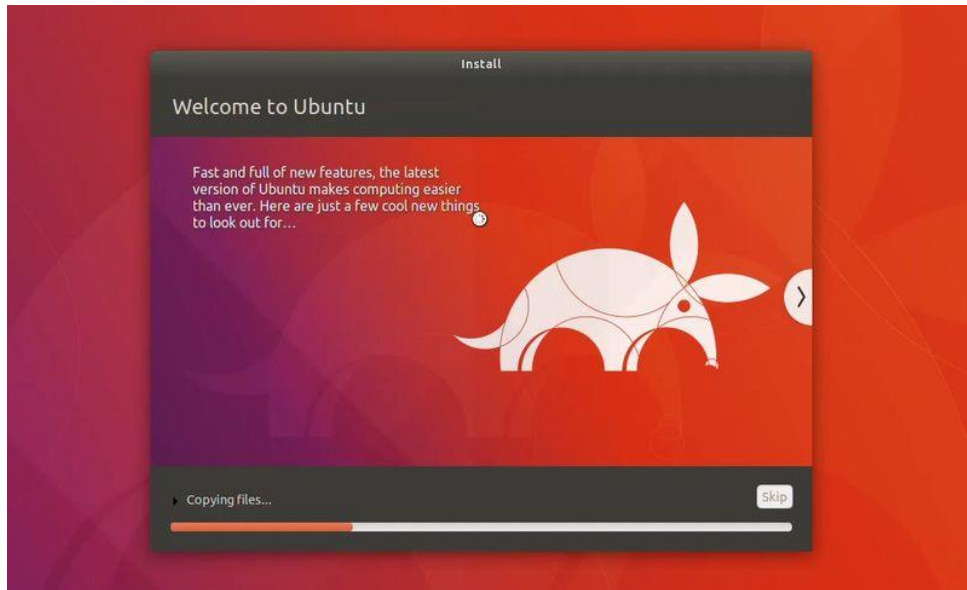 Install
Welcome to Ubuntu
Fast and full of new features, the latest
version of Ubuntu makes computing easier
than ever. Here are just a few cool new things
to look out for…
Copying files...
Skip